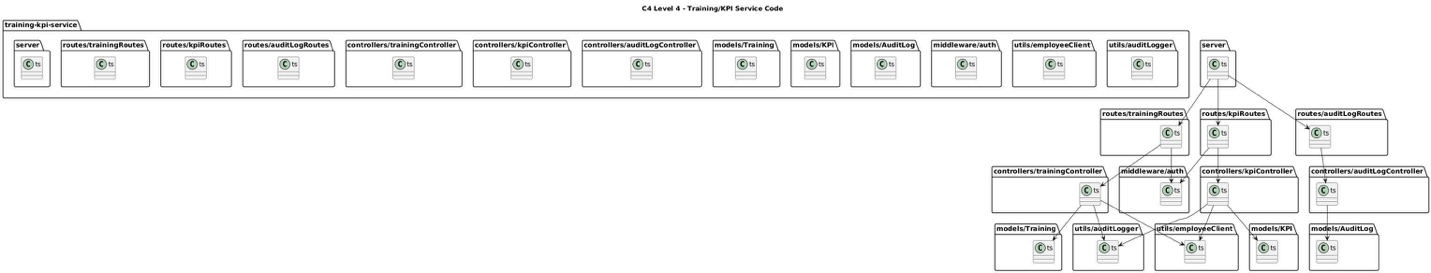 C4 Level 4 - Training/KPI Service Code
training-kpi-service
server
routes/trainingRoutes
routes/kpiRoutes
routes/auditLogRoutes
controllers/trainingController
controllers/kpiController
controllers/auditLogController
models/Training
models/KPI
models/AuditLog
middleware/auth
utils/employeeClient
utils/auditLogger
server
C ts
C ts
C ts
C ts
C ts
C ts
C ts
C ts
C ts
C ts
C ts
C ts
C ts
C ts
routes/trainingRoutes
routes/kpiRoutes
routes/auditLogRoutes
C ts
C ts
C ts
controllers/trainingController
middleware/auth
controllers/kpiController
controllers/auditLogController
C ts
C ts
C ts
C ts
models/Training
utils/auditLogger
utils/employeeClient
models/KPI
models/AuditLog
C ts
C ts
C ts
C ts
C ts